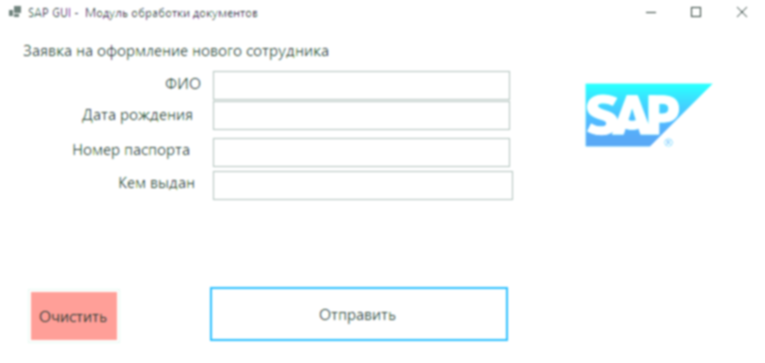 SAP GUI - Модуль обработки документов
Заявка на оформление нового сотрудника
ФИО
Дата рождения
Номер паспорта
Кем выдан
SAP®
Очистить
Отправить